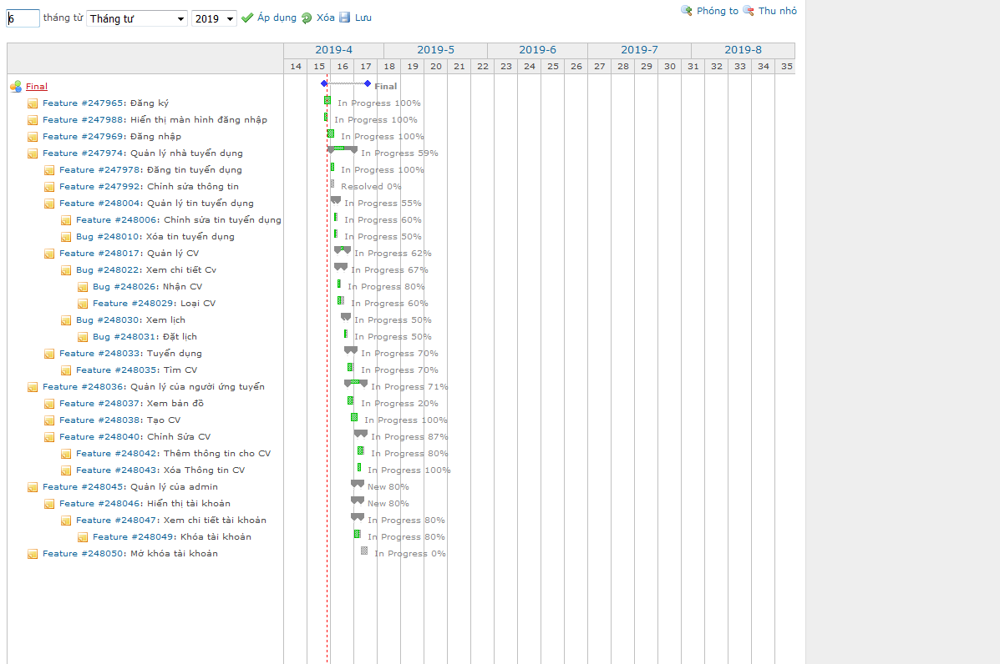 6 tháng từ Tháng tư 2019 Áp dụng Xóa Lưu Phóng to Thu nhỏ
2019-4 2019-5 2019-6 2019-7 2019-8
14 15 16 17 18 19 20 21 22 23 24 25 26 27 28 29 30 31 32 33 34 35
Final Final
Feature #247965: Đăng ký In Progress 100%
Feature #247988: Hiển thị màn hình đăng nhập In Progress 100%
Feature #247969: Đăng nhập In Progress 100%
Feature #247974: Quản lý nhà tuyển dụng In Progress 59%
Feature #247978: Đăng tin tuyển dụng In Progress 100%
Feature #247992: Chỉnh sửa thông tin Resolved 0%
Feature #248004: Quản lý tin tuyển dụng In Progress 55%
Feature #248006: Chỉnh sửa tin tuyển dụng In Progress 60%
Bug #248010: Xóa tin tuyển dụng In Progress 50%
Feature #248017: Quản lý CV In Progress 62%
Bug #248022: Xem chi tiết Cv In Progress 67%
Bug #248026: Nhận CV In Progress 80%
Feature #248029: Loại CV In Progress 60%
Bug #248030: Xem lịch In Progress 50%
Bug #248031: Đặt lịch In Progress 50%
Feature #248033: Tuyển dụng In Progress 70%
Feature #248035: Tìm CV In Progress 70%
Feature #248036: Quản lý của người ứng tuyển In Progress 71%
Feature #248037: Xem bản đồ In Progress 20%
Feature #248038: Tạo CV In Progress 100%
Feature #248040: Chỉnh Sửa CV In Progress 87%
Feature #248042: Thêm thông tin cho CV In Progress 80%
Feature #248043: Xóa Thông tin CV In Progress 100%
Feature #248045: Quản lý của admin New 80%
Feature #248046: Hiển thị tài khoản New 80%
Feature #248047: Xem chi tiết tài khoản In Progress 80%
Feature #248049: Khóa tài khoản In Progress 80%
Feature #248050: Mở khóa tài khoản In Progress 0%